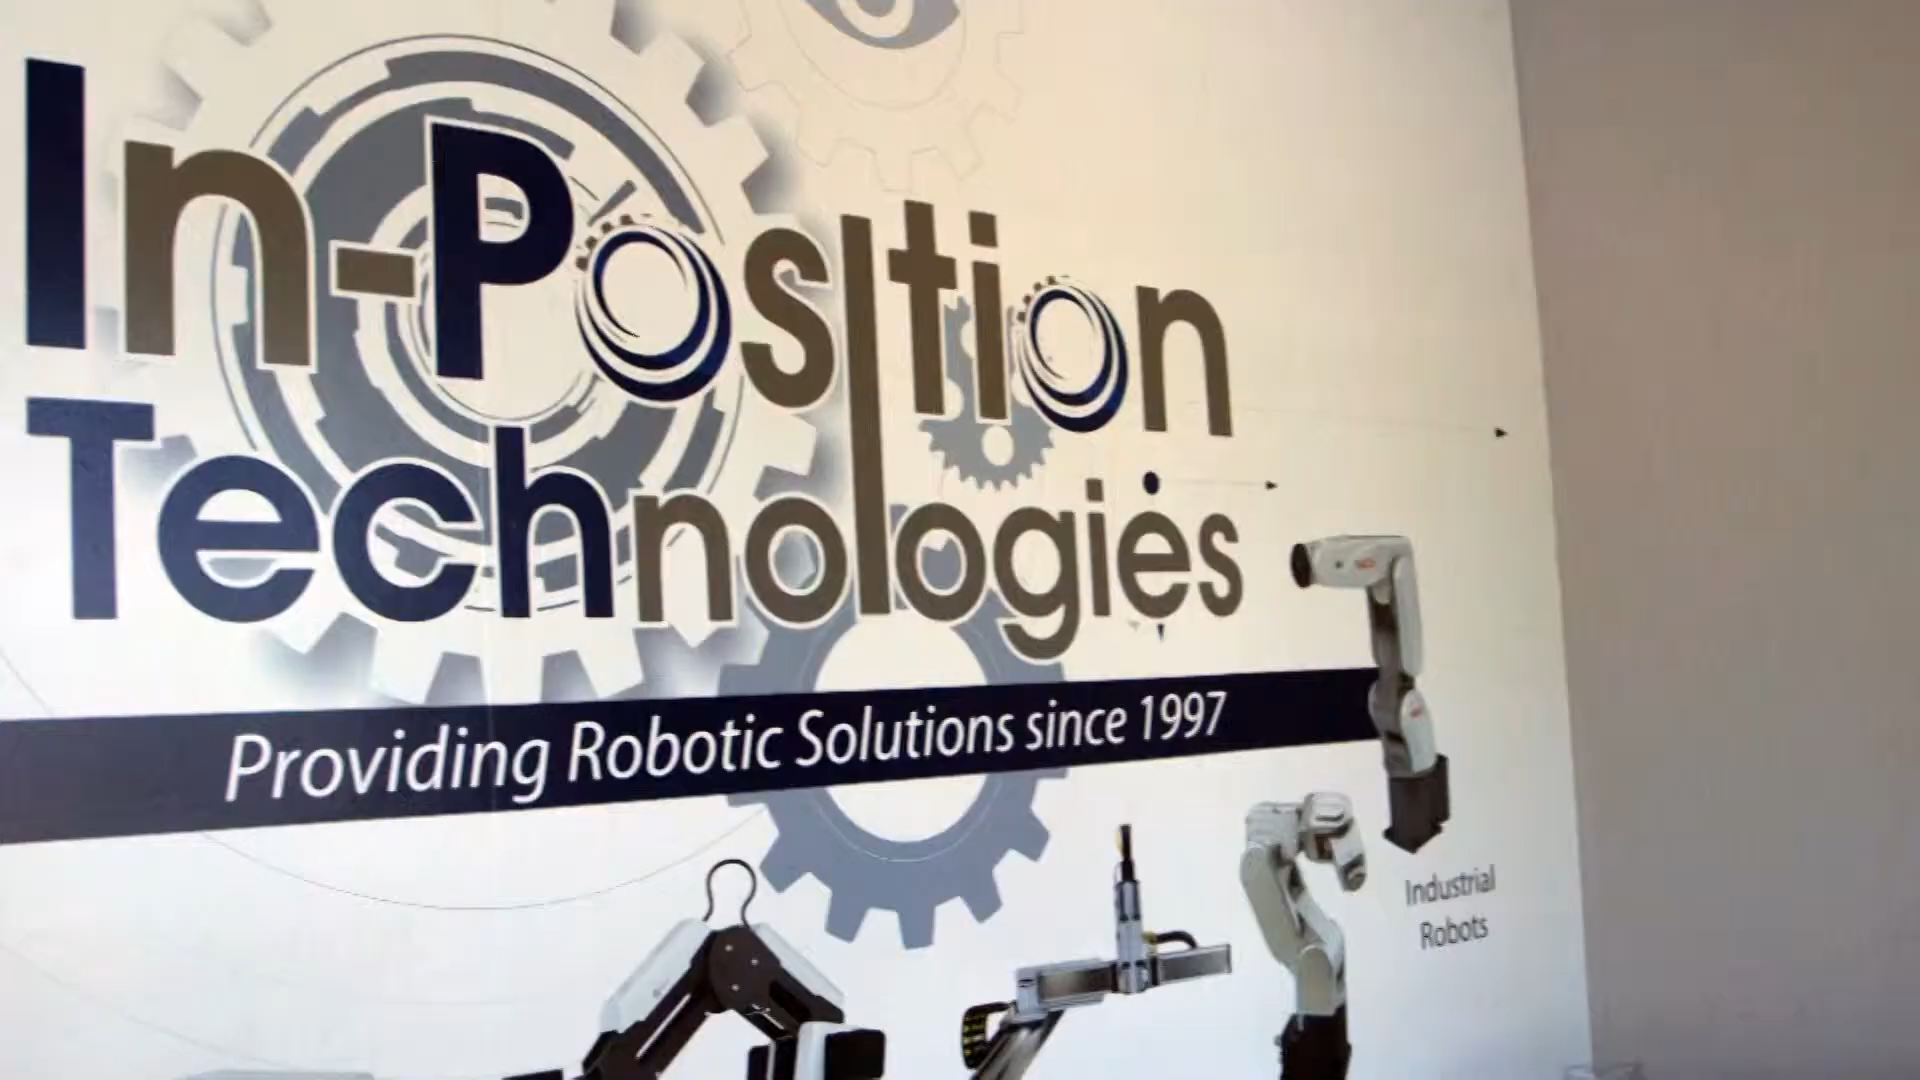 In-Position
Technologies
Providing Robotic Solutions since 1997
Industrial
Robots